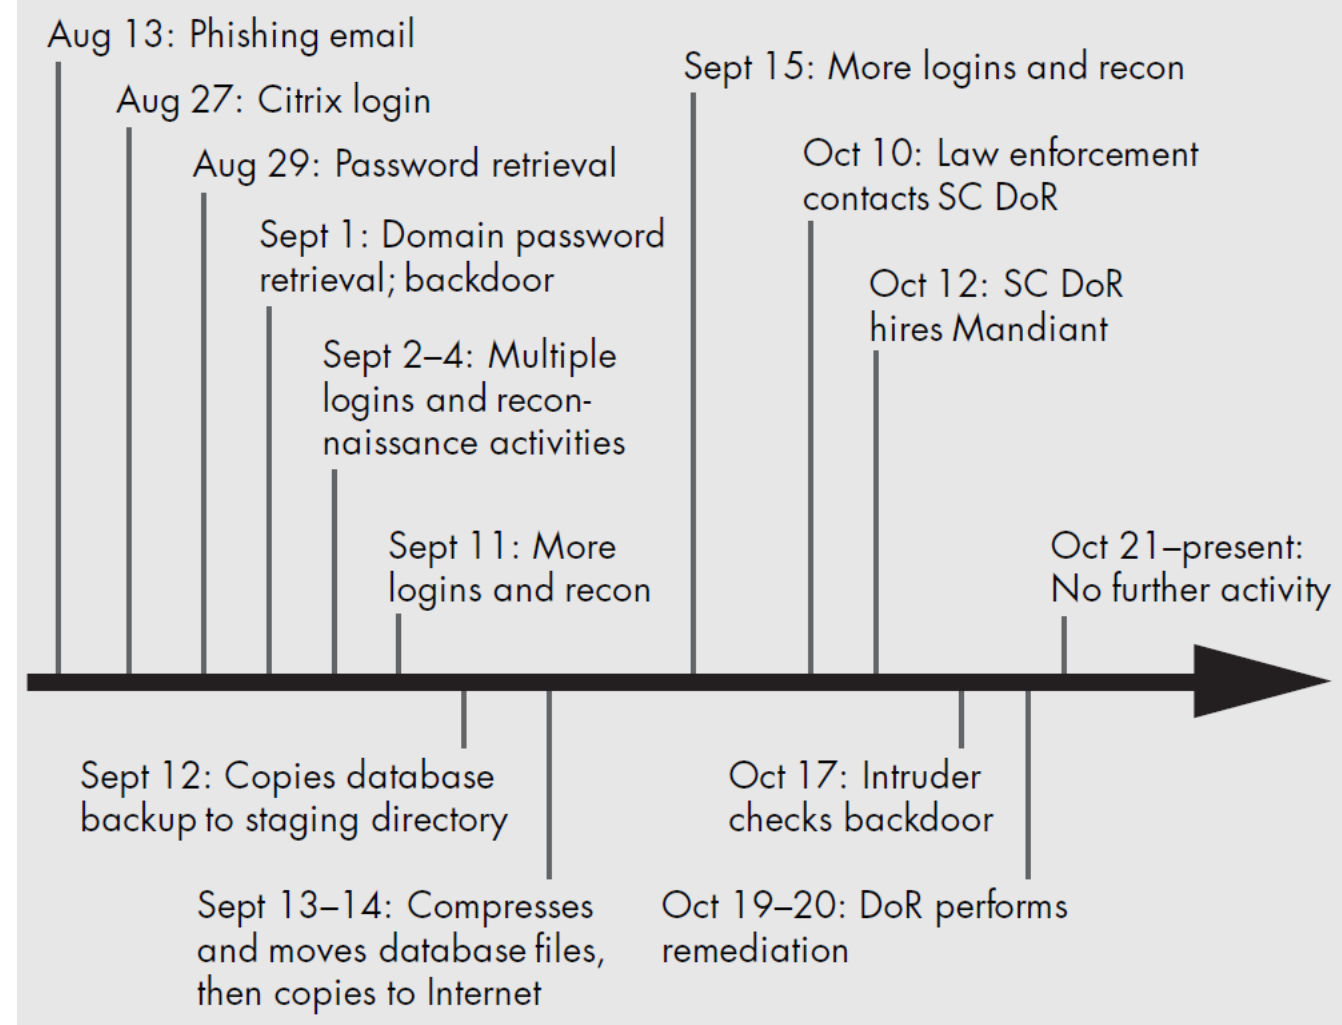 Aug 13: Phishing email
Aug 27: Citrix login
Aug 29: Password retrieval
Sept 1: Domain password
retrieval; backdoor
Sept 2–4: Multiple
logins and recon-
naissance activities
Sept 11: More
logins and recon
Sept 12: Copies database
backup to staging directory
Sept 13–14: Compresses
and moves database files,
then copies to Internet
Sept 15: More logins and recon
Oct 10: Law enforcement
contacts SC DoR
Oct 12: SC DoR
hires Mandiant
Oct 17: Intruder
checks backdoor
Oct 19–20: DoR performs
remediation
Oct 21–present:
No further activity